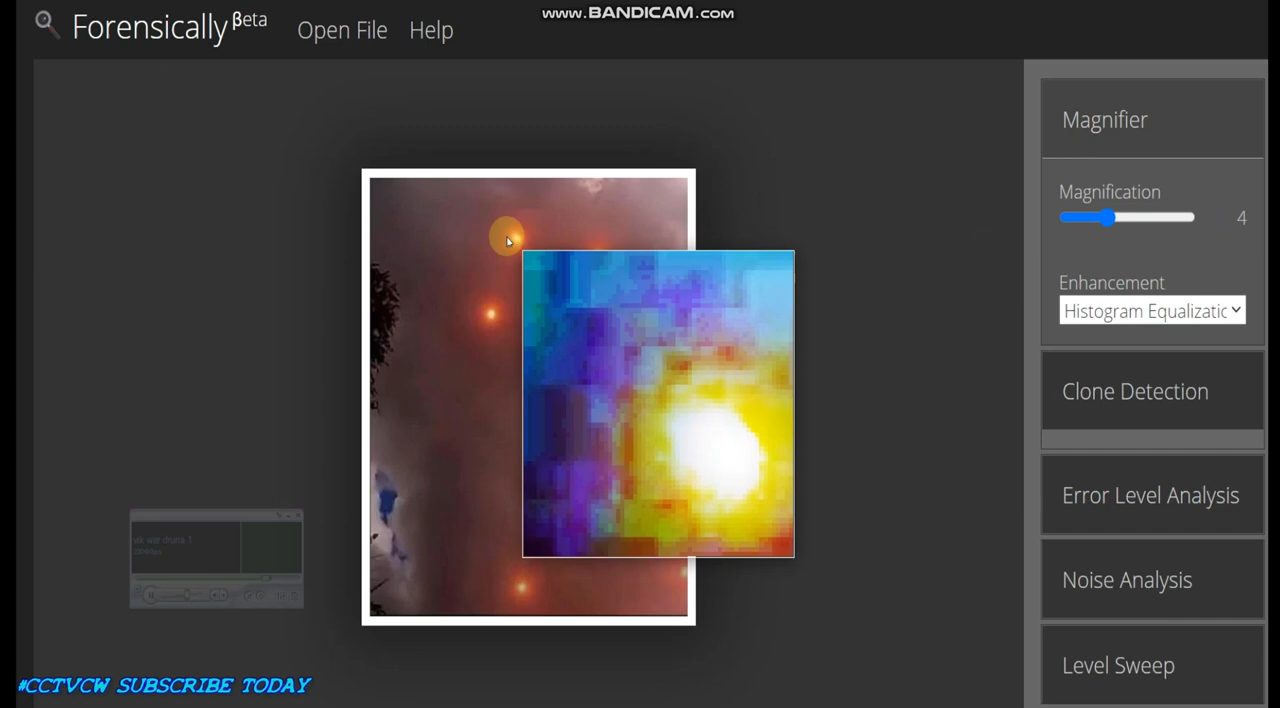 www.BANDICAM.com
Forensically βeta
Open File
Help
Magnifier
Magnification
4
Enhancement
Histogram Equalizatic
Clone Detection
Error Level Analysis
Noise Analysis
Level Sweep
#CCTVCW SUBSCRIBE TODAY